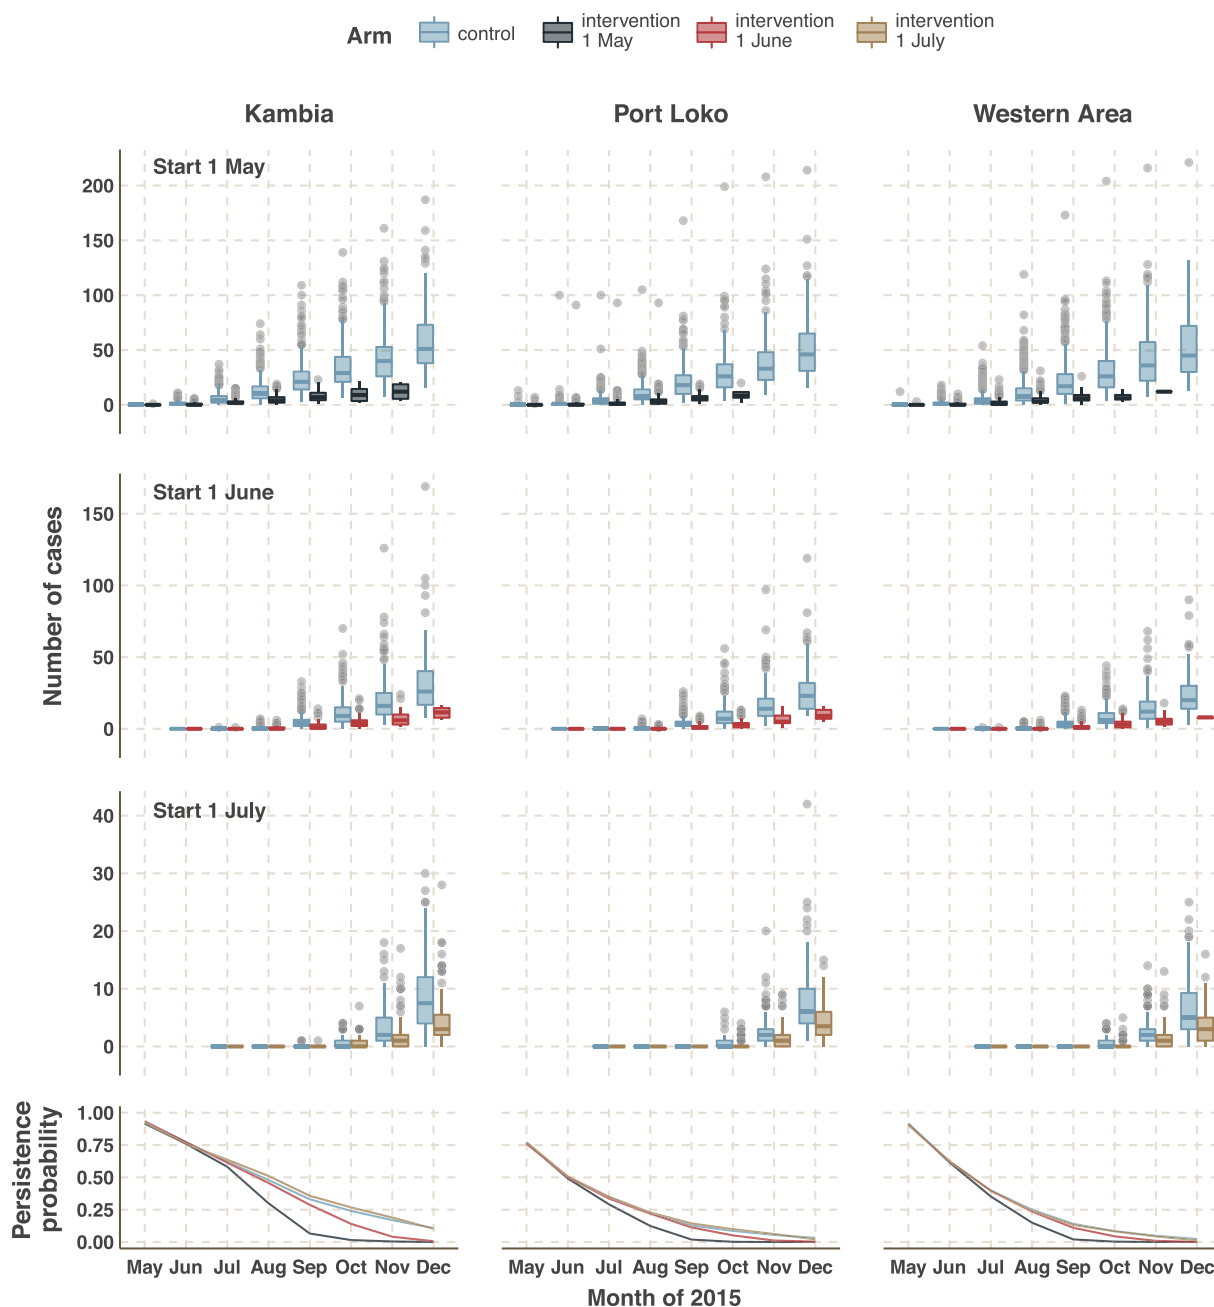 Arm
control
intervention
1 May
intervention
1 June
intervention
1 July
Kambia
Port Loko
Western Area
Start 1 May
200
150
100
50
0
Start 1 June
150
100
50
0
Number of cases
Start 1 July
40
30
20
10
0
Persistence
probability
1.00
0.75
0.50
0.25
0.00
May Jun Jul Aug Sep Oct Nov Dec
May Jun Jul Aug Sep Oct Nov Dec
May Jun Jul Aug Sep Oct Nov Dec
Month of 2015